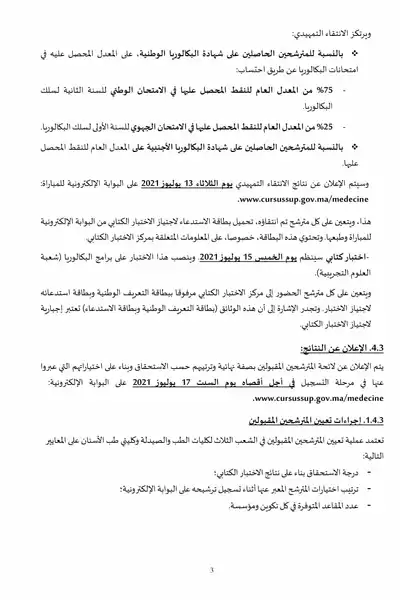 ويرتكز الانتقاء التمهيدي:
❖ بالنسبة للمترشحين الحاصلين على شهادة البكالوريا الوطنية، على المعدل المحصل عليه في
امتحانات البكالوريا عن طريق احتساب:
- 75% من المعدل العام للنقط المحصل عليها في الامتحان الوطني للسنة الثانية لسلك
البكالوريا.
- 25% من المعدل العام للنقط المحصل عليها في الامتحان الجهوي للسنة الأولى لسلك البكالوريا.
❖ بالنسبة للمترشحين الحاصلين على شهادة البكالوريا الأجنبية على المعدل العام للنقط المحصل
عليها.
وسيتم الإعلان عن نتائج الانتقاء التمهيدي يوم الثلاثاء 13 يوليوز 2021 على البوابة الإلكترونية للمباراة:
www.cursussup.gov.ma/medecine.
هذا، ويتعين على كل مترشح تم انتقاؤه، تحميل بطاقة الاستدعاء لاجتياز الاختبار الكتابي من البوابة الإلكترونية
للمباراة وطبعها. وتحتوي هذه البطاقة، خصوصا، على المعلومات المتعلقة بمركز الاختبار الكتابي.
-اختبار كتابي سينظم يوم الخميس 15 يوليوز 2021. وينصب هذا الاختبار على برامج البكالوريا (شعبة
العلوم التجريبية).
ويتعين على كل مترشح الحضور إلى مركز الاختبار الكتابي مرفوقا ببطاقة التعريف الوطنية وبطاقة استدعائه
لاجتياز الاختبار. وتجدر الإشارة إلى أن هذه الوثائق (بطاقة التعريف الوطنية وبطاقة الاستدعاء) تعتبر إجبارية
لاجتياز الاختبار الكتابي.
4.3. الإعلان عن النتائج:
يتم الإعلان عن لائحة المترشحين المقبولين بصفة نهائية وترتيبهم حسب الاستحقاق وبناء على اختياراتهم التي عبروا
عنها في مرحلة التسجيل في أجل أقصاه يوم السبت 17 يوليوز 2021 على البوابة الإلكترونية:
www.cursussup.gov.ma/medecine.
1.4.3. إجراءات تعيين المترشحين المقبولين
تعتمد عملية تعيين المترشحين المقبولين في الشعب الثلاث لكليات الطب والصيدلة وكليتي طب الأسنان على المعايير
التالية:
- درجة الاستحقاق بناء على نتائج الاختبار الكتابي؛
- ترتيب اختيارات المترشح المعبر عنها أثناء تسجيل ترشيحه على البوابة الإلكترونية؛
- عدد المقاعد المتوفرة في كل تكوين ومؤسسة.
3